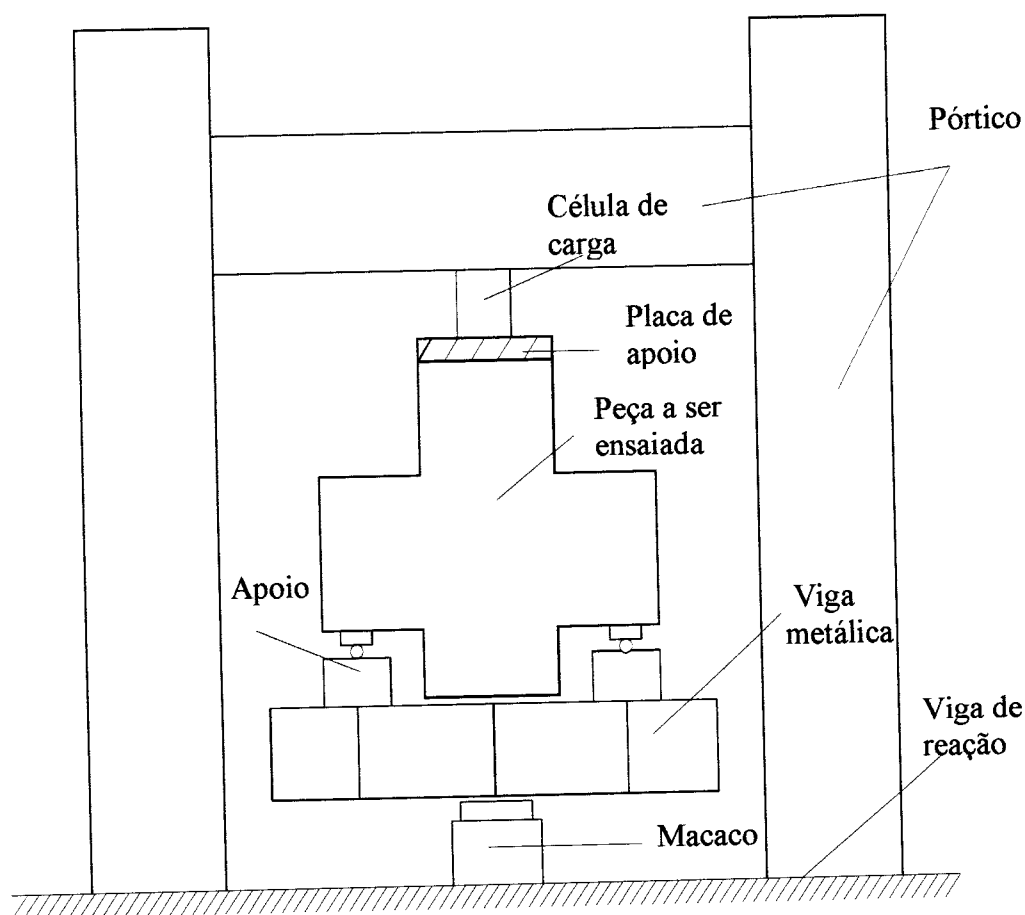 Pórtico
Célula de
carga
Placa de
apoio
Peça a ser
ensaiada
Apoio
Viga
metálica
Viga de
reação
Macaco